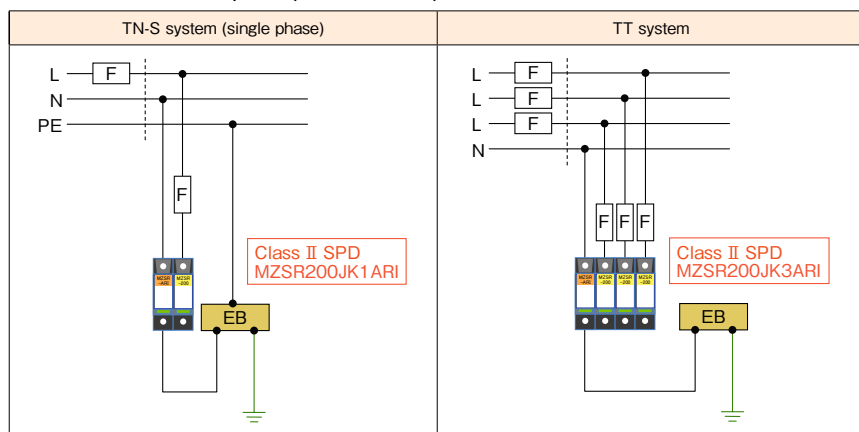 TN-S system (single phase)
TT system
L
F
N
PE
F
Class Ⅱ SPD
MZSR200JK1ARI
MZSR
-ARI
MZSR
-200
EB
L
F
L
F
L
F
N
F
F
F
Class Ⅱ SPD
MZSR200JK3ARI
MZSR
-ARI
MZSR
-200
MZSR
-200
MZSR
-200
EB